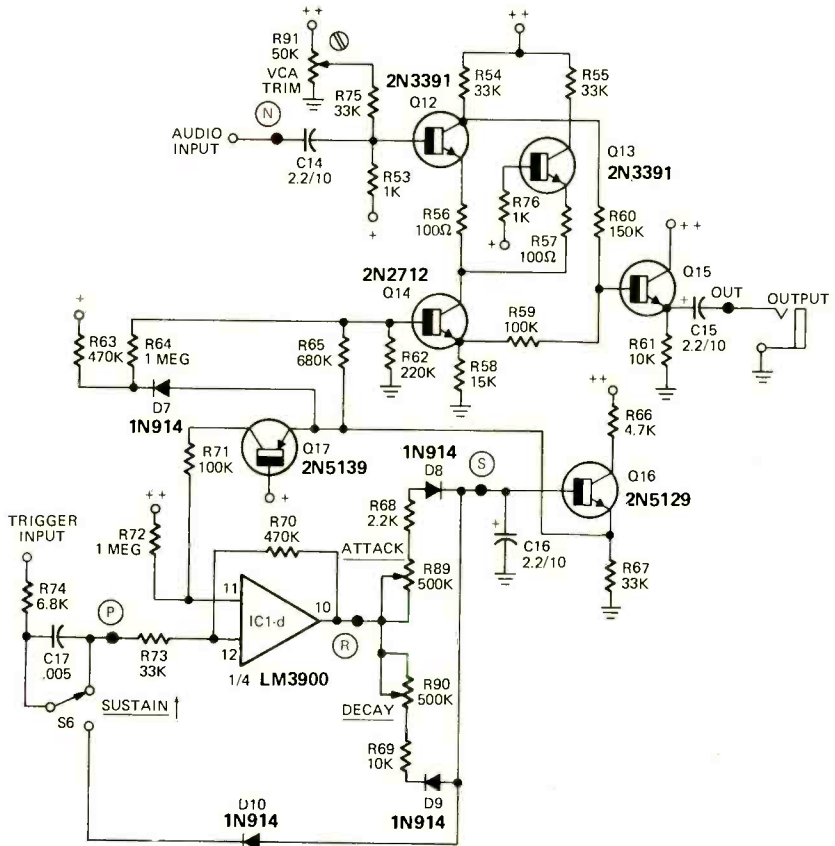 ++
++
R91
50K
VCA
TRIM
R75
33K
2N3391
Q12
R54
33K
R55
33K
N
AUDIO
INPUT
C14
2.2/10
R53
1K
+
Q13
2N3391
R56
100Ω
R76
1K
+
R57
100Ω
R60
150K
++
Q15
2N2712
Q14
+
OUT
OUTPUT
C15
2.2/10
R59
100K
R61
10K
+
R63
470K
R64
1 MEG
R65
680K
R62
220K
R58
15K
D7
1N914
++
R66
4.7K
Q17
2N5139
+
R71
100K
1N914
D8
S
Q16
2N5129
++
R72
1 MEG
R70
470K
R68
2.2K
+
C16
2.2/10
TRIGGER
INPUT
ATTACK
R89
500K
R67
33K
R74
6.8K
P
11
10
IC1-d
12
R
C17
.005
R73
33K
1/4 LM3900
R90
500K
S6
SUSTAIN ↑
DECAY
R69
10K
D9
1N914
D10
1N914